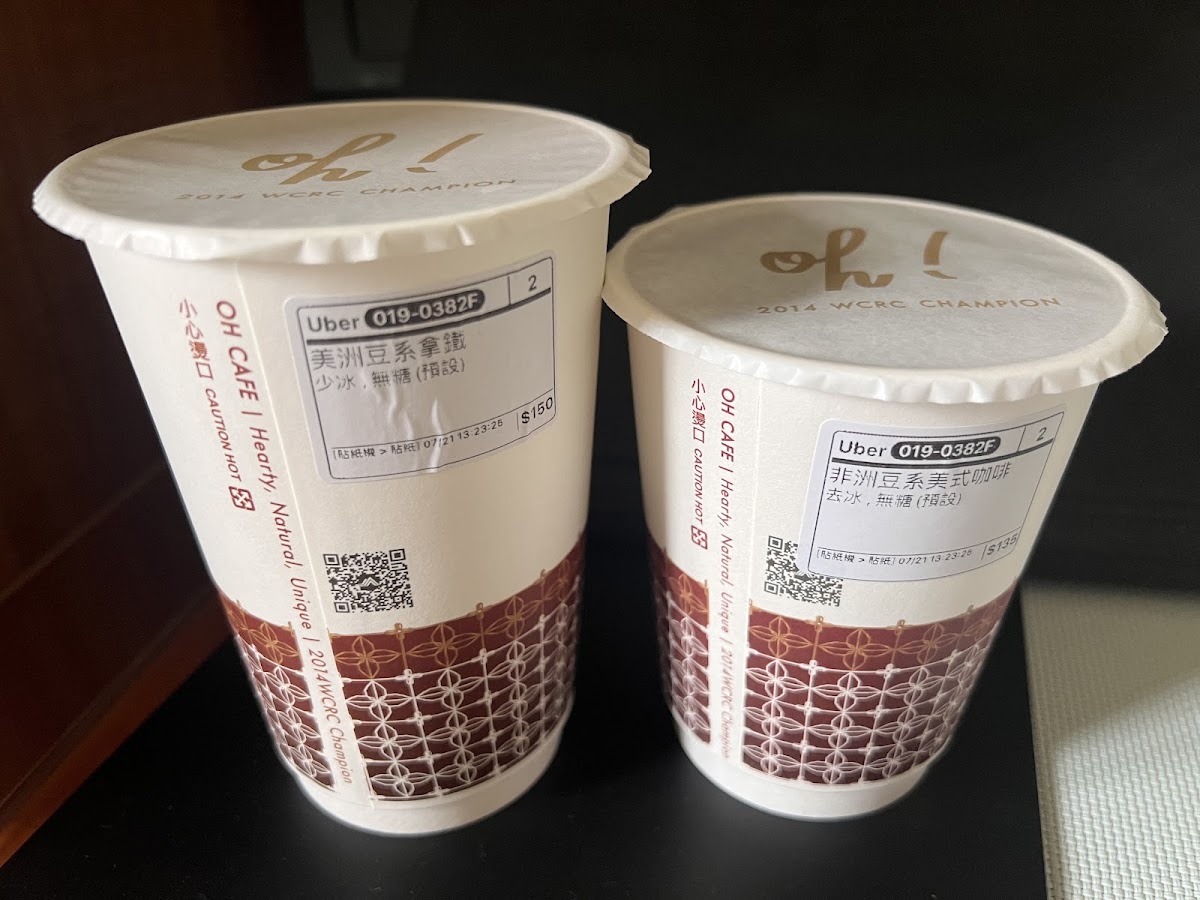 oh!
2014 WCRC CHAMPION
Uber 019-0382F 2
美洲豆系拿鐵
少冰 , 無糖 (預設)
$150
[貼紙機 > 貼紙] 07/21 13:23:25
OH CAFE | Hearty, Natural, Unique | 2014WCRC Champion
小心燙口 CAUTION HOT
oh!
2014 WCRC CHAMPION
Uber 019-0382F 2
非洲豆系美式咖啡
去冰 , 無糖 (預設)
$135
[貼紙機 > 貼紙] 07/21 13:23:25
OH CAFE | Hearty, Natural, Unique | 2014WCRC Champion
小心燙口 CAUTION HOT